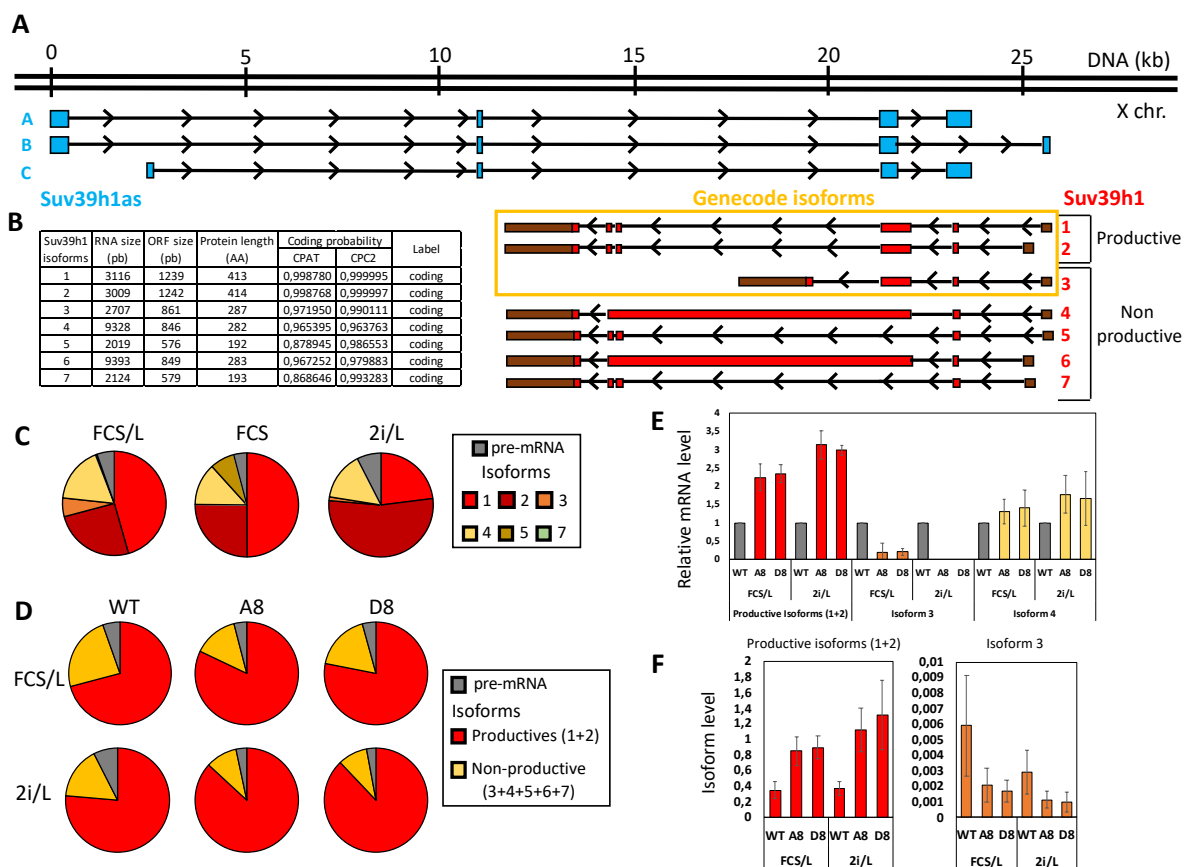 A
0 5 10 15 20 25 DNA (kb)
X chr.
A
B
C
Suv39h1as
Genecode isoforms
Suv39h1
1
2
Productive
3
4
5
6
7
Non
productive
B
Suv39h1 isoforms | RNA size (pb) | ORF size (pb) | Protein length (AA) | Coding probability | Label
CPAT | CPC2
1 3116 1239 413 0,998780 0,999995 coding
2 3009 1242 414 0,998768 0,999997 coding
3 2707 861 287 0,971950 0,990111 coding
4 9328 846 282 0,965395 0,963763 coding
5 2019 576 192 0,878945 0,986553 coding
6 9393 849 283 0,967252 0,979883 coding
7 2124 579 193 0,868646 0,993283 coding
C
FCS/L FCS 2i/L
pre-mRNA
Isoforms
1 2 3
4 5 7
D
WT A8 D8
FCS/L
2i/L
pre-mRNA
Isoforms
Productives (1+2)
Non-productive
(3+4+5+6+7)
E
Relative mRNA level
4
3,5
3
2,5
2
1,5
1
0,5
0
WT A8 D8 WT A8 D8 WT A8 D8 WT A8 D8 WT A8 D8 WT A8 D8
FCS/L 2i/L FCS/L 2i/L FCS/L 2i/L
Productive Isoforms (1+2) Isoform 3 Isoform 4
F
Productive isoforms (1+2)
Isoform level
2
1,8
1,6
1,4
1,2
1
0,8
0,6
0,4
0,2
0
WT A8 D8 WT A8 D8
FCS/L 2i/L
Isoform 3
0,01
0,009
0,008
0,007
0,006
0,005
0,004
0,003
0,002
0,001
0
WT A8 D8 WT A8 D8
FCS/L 2i/L